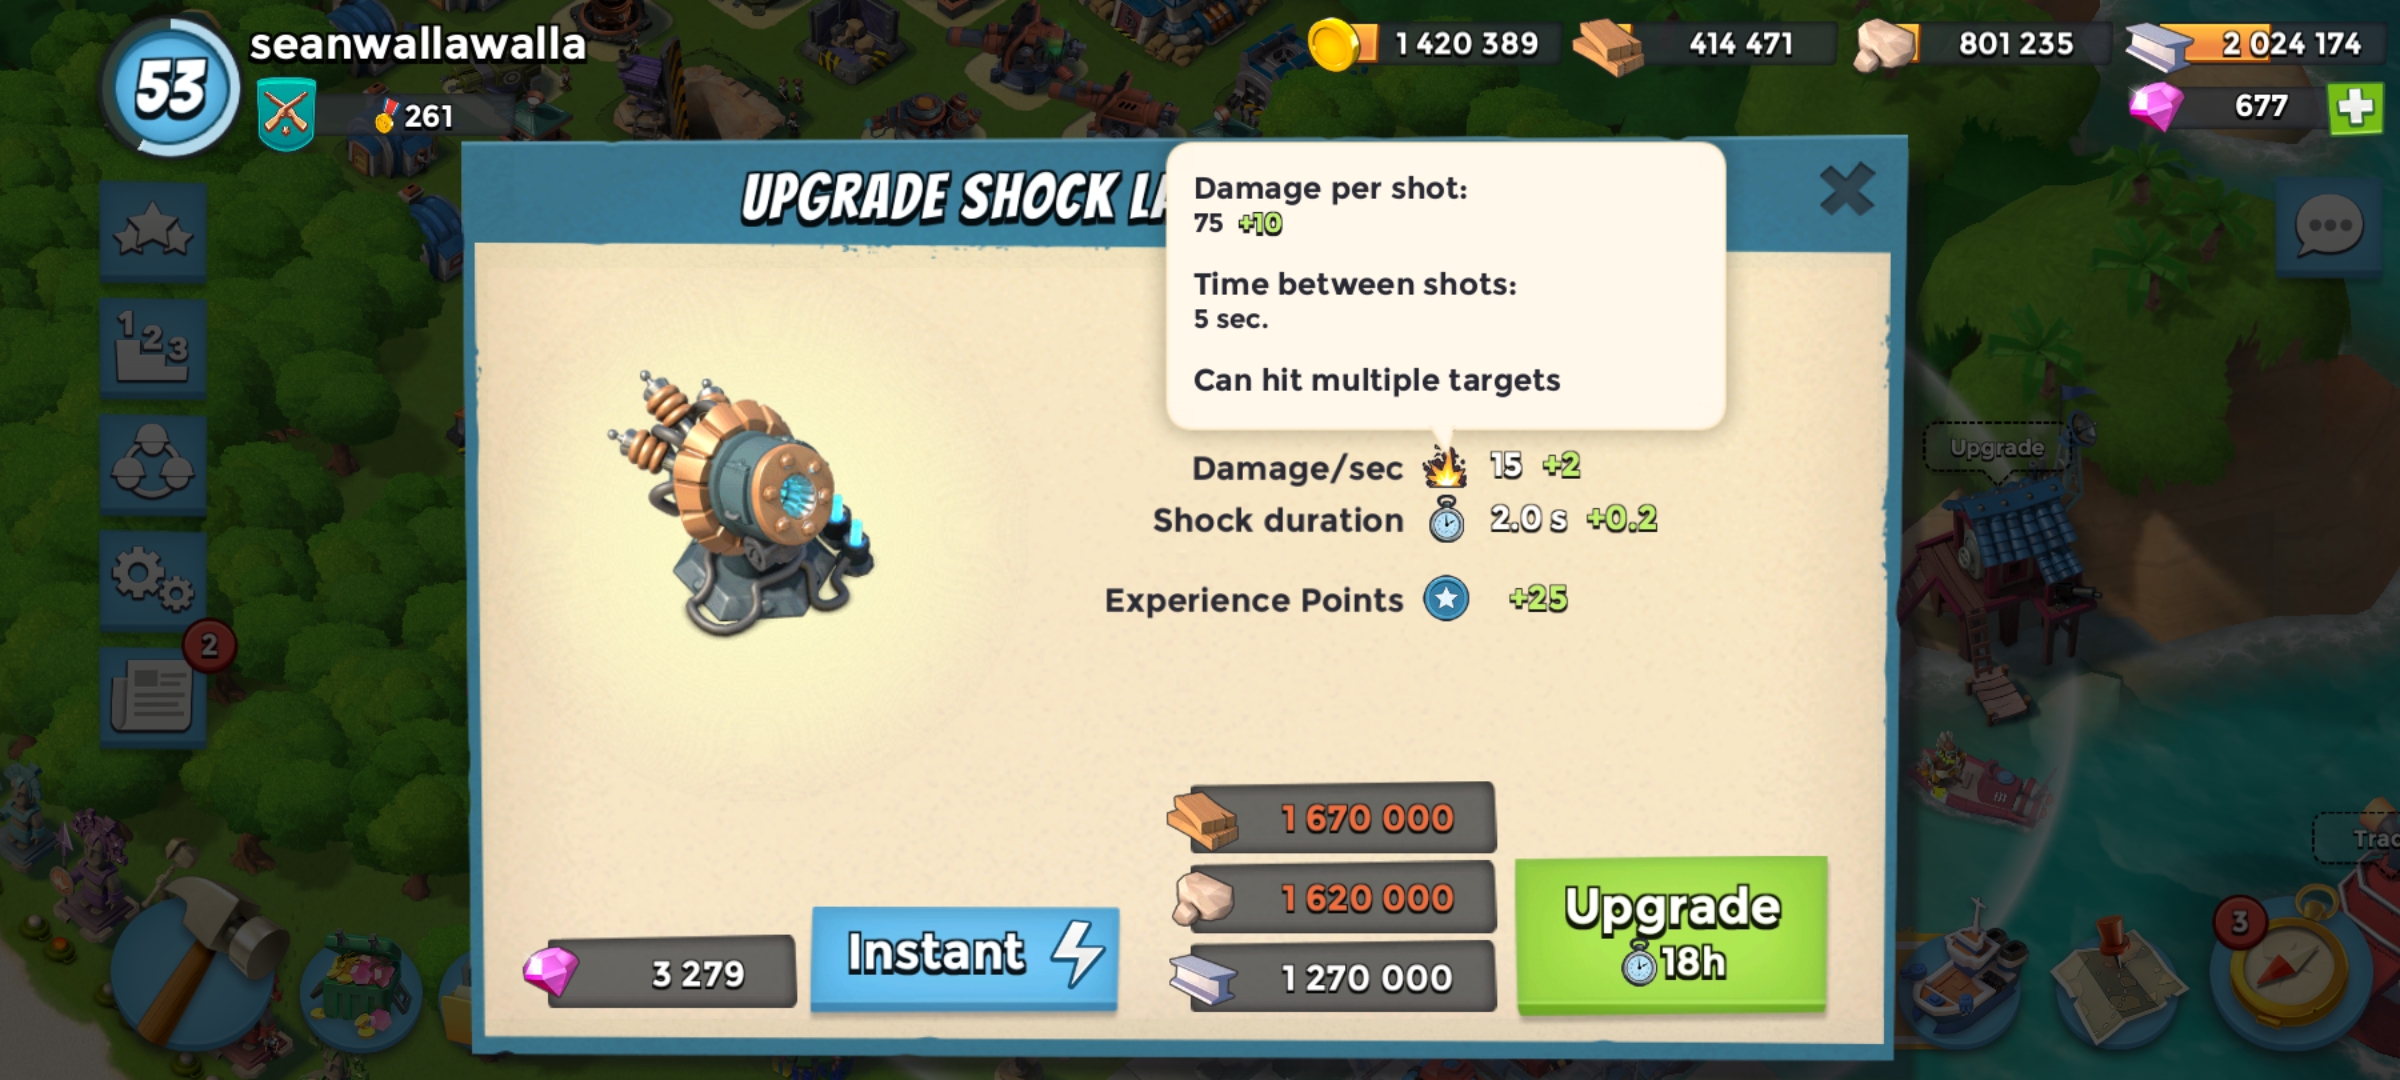 53
seanwallawalla
261
1 420 389
414 471
801 235
2 024 174
677
UPGRADE SHOCK
Damage per shot:
75 +10
Time between shots:
5 sec.
Can hit multiple targets
Damage/sec 15 +2
Shock duration 2.0 s +0.2
Experience Points +25
1 2 3
2
Upgrade
1 670 000
1 620 000
1 270 000
3 279
Instant
Upgrade
18h
3